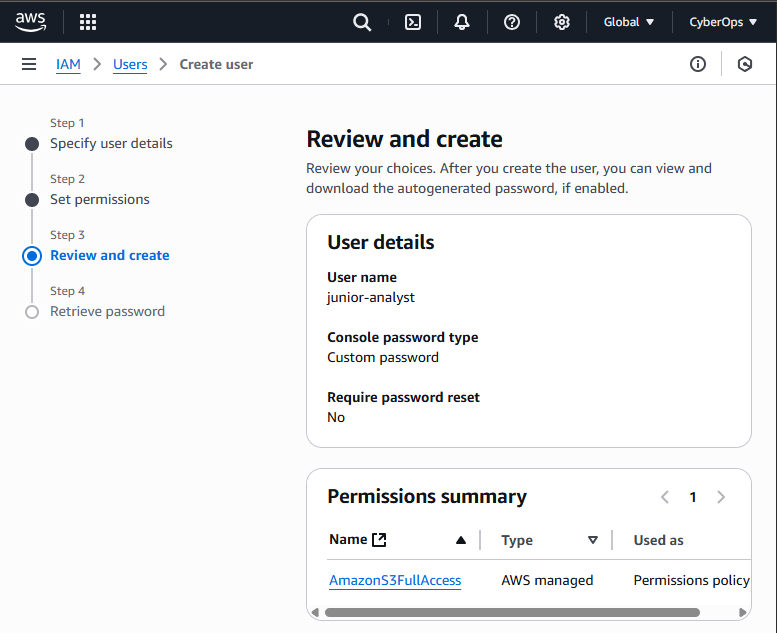 aws
Global ▼
CyberOps ▼
IAM > Users > Create user
Step 1
Specify user details
Step 2
Set permissions
Step 3
Review and create
Step 4
Retrieve password
Review and create
Review your choices. After you create the user, you can view and
download the autogenerated password, if enabled.
User details
User name
junior-analyst
Console password type
Custom password
Require password reset
No
Permissions summary
1
Name Type Used as
AmazonS3FullAccess AWS managed Permissions policy